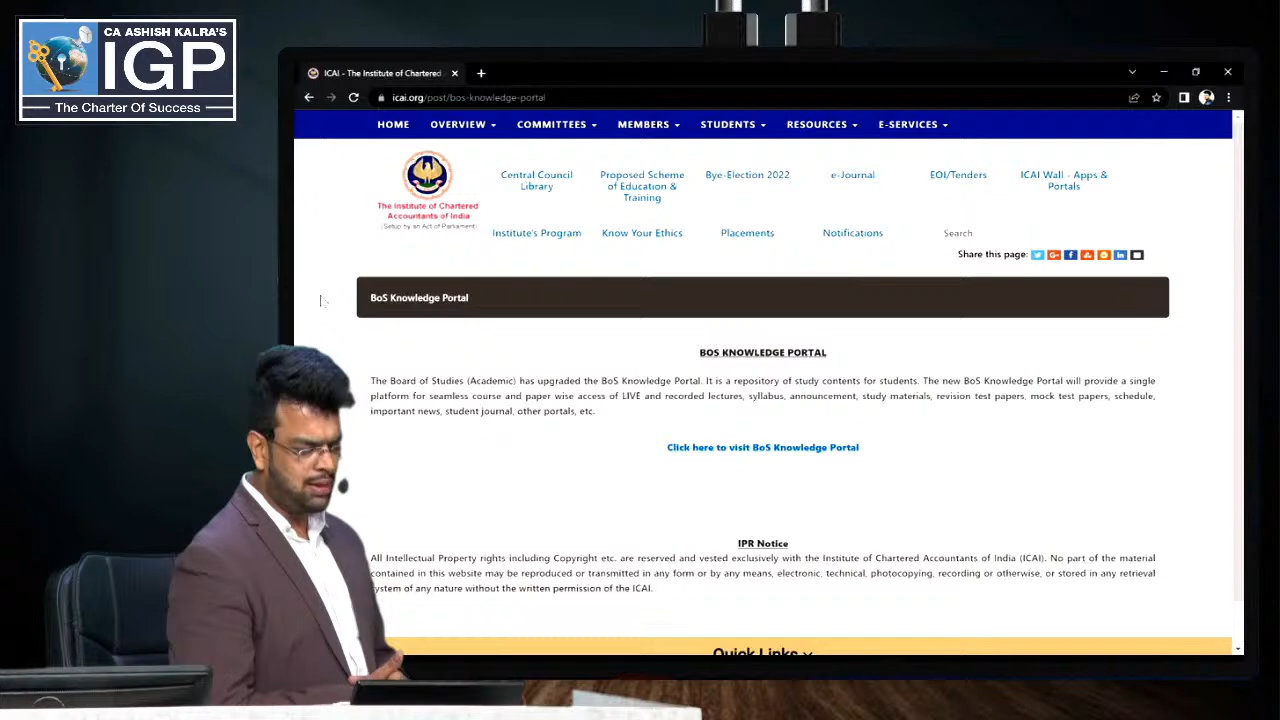 CA ASHISH KALRA'S
IGP
The Charter Of Success
ICAI - The Institute of Chartered
icai.org/post/bos-knowledge-portal
HOME OVERVIEW COMMITTEES MEMBERS STUDENTS RESOURCES E-SERVICES
The Institute of Chartered
Accountants of India
(Setup by an Act of Parliament)
Central Council
Library
Proposed Scheme
of Education &
Training
Bye-Election 2022
e-Journal
EOI/Tenders
ICAI Wall - Apps &
Portals
Institute's Program
Know Your Ethics
Placements
Notifications
Search
Share this page:
BoS Knowledge Portal
BOS KNOWLEDGE PORTAL
The Board of Studies (Academic) has upgraded the BoS Knowledge Portal. It is a repository of study contents for students. The new BoS Knowledge Portal will provide a single
platform for seamless course and paper wise access of LIVE and recorded lectures, syllabus, announcement, study materials, revision test papers, mock test papers, schedule,
important news, student journal, other portals, etc.
Click here to visit BoS Knowledge Portal
IPR Notice
All Intellectual Property rights including Copyright etc. are reserved and vested exclusively with the Institute of Chartered Accountants of India (ICAI). No part of the material
contained in this website may be reproduced or transmitted in any form or by any means, electronic, technical, photocopying, recording or otherwise, or stored in any retrieval
system of any nature without the written permission of the ICAI.
Quick Links